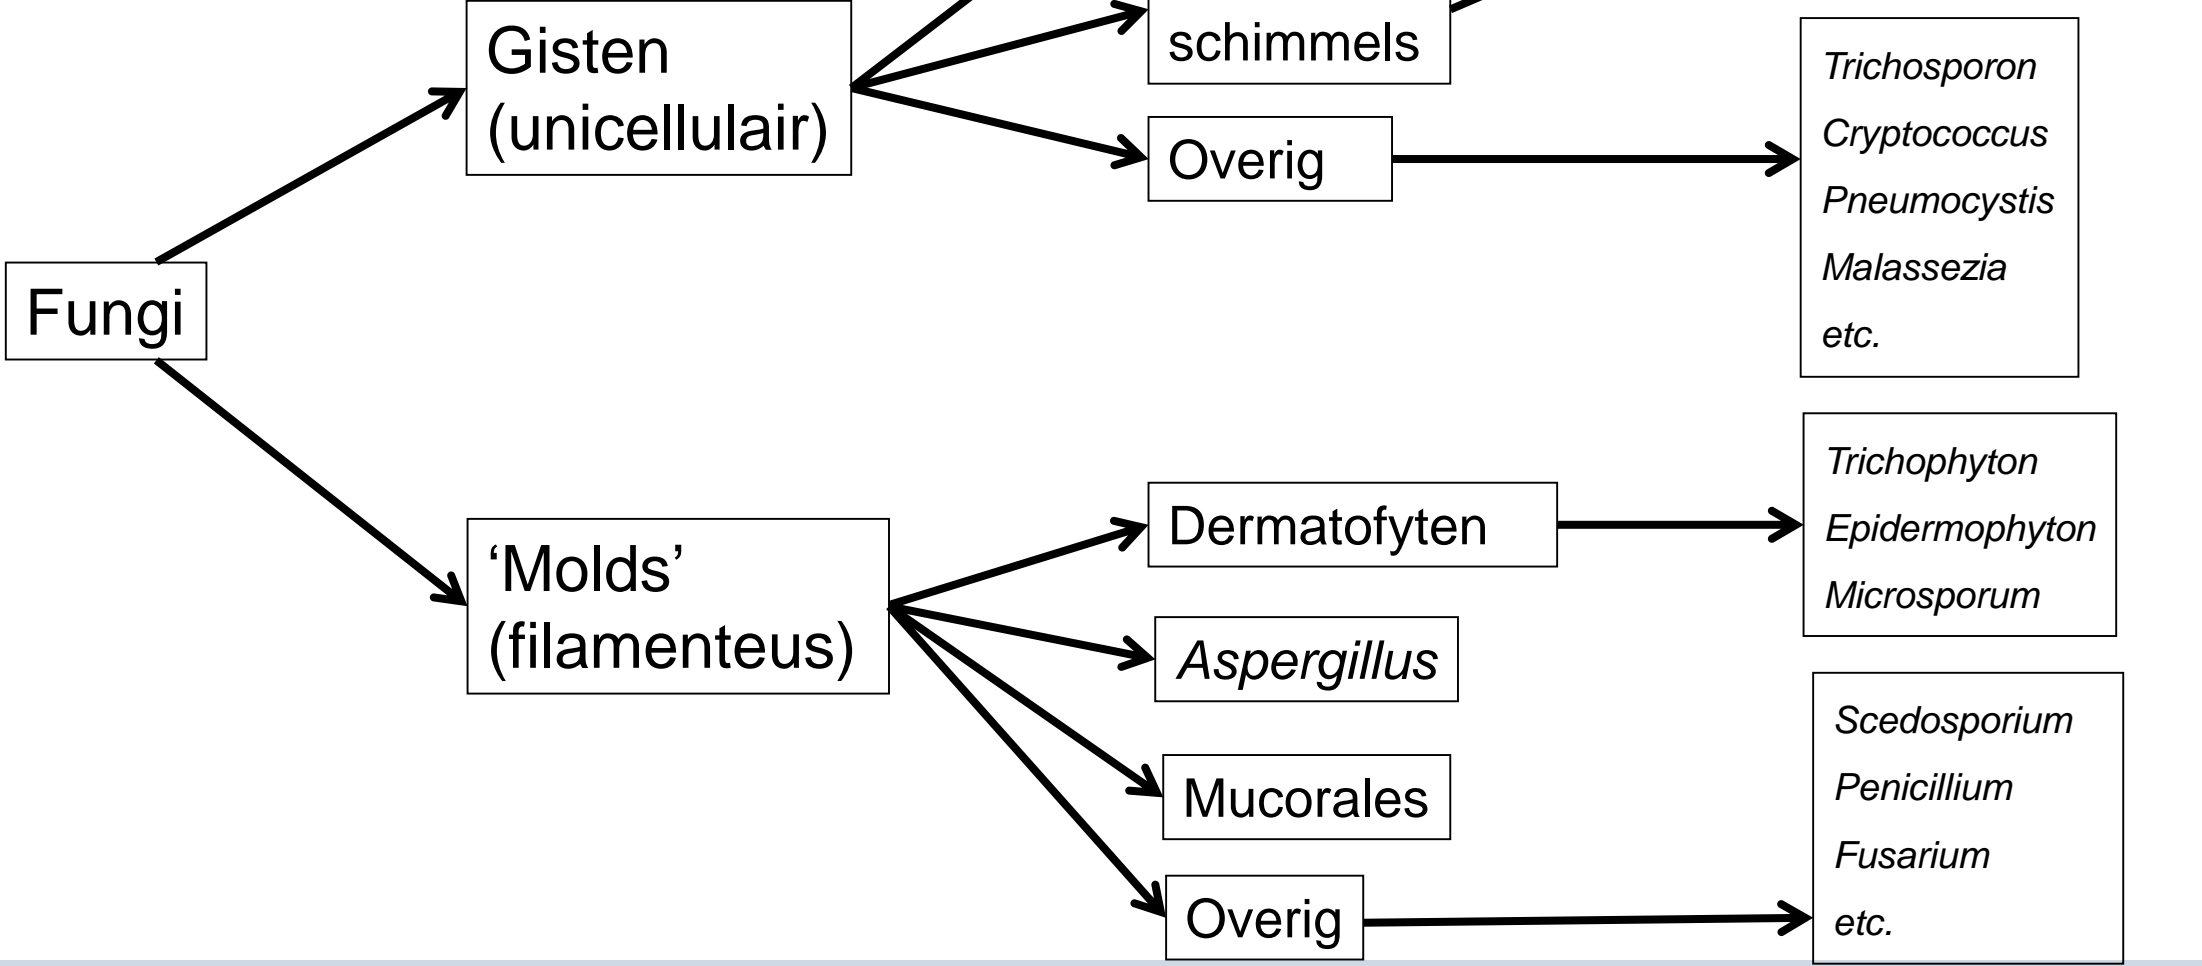 Gisten
(unicellulair)
schimmels
Overig
Trichosporon
Cryptococcus
Pneumocystis
Malassezia
etc.
Fungi
‘Molds’
(filamenteus)
Dermatofyten
Trichophyton
Epidermophyton
Microsporum
Aspergillus
Mucorales
Overig
Scedosporium
Penicillium
Fusarium
etc.